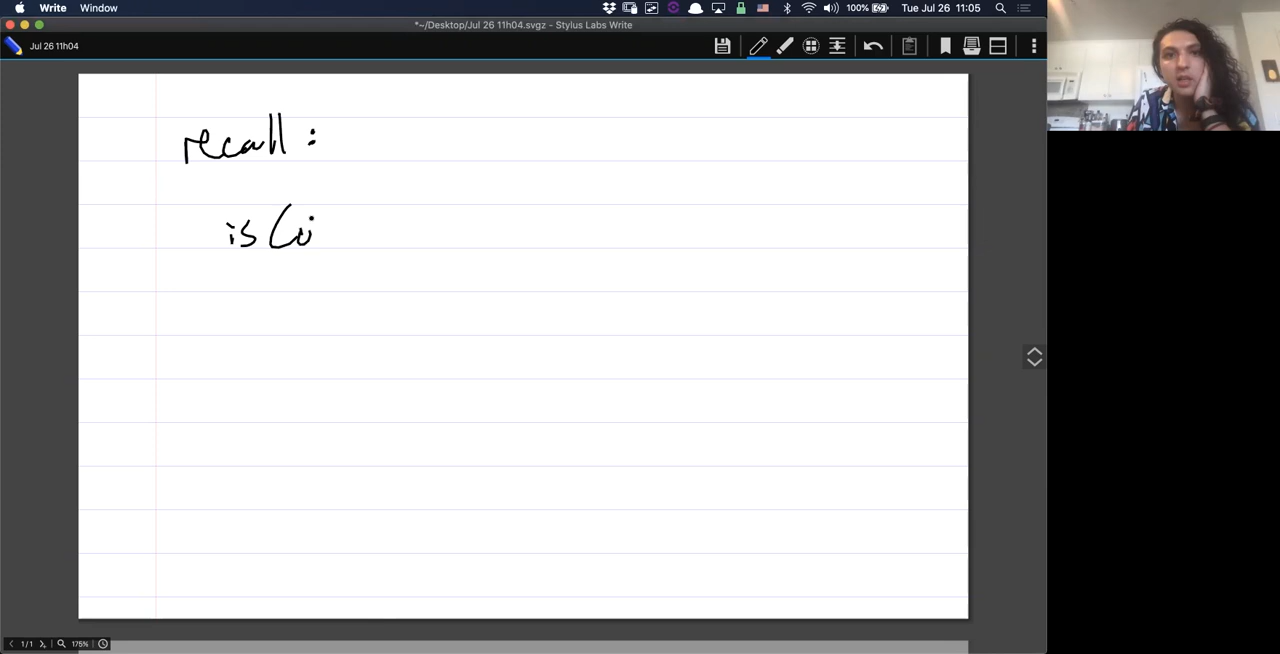 Write Window 100% Tue Jul 26 11:05
*~/Desktop/Jul 26 11h04.svgz - Stylus Labs Write
Jul 26 11h04
recall:
is Coi
1/1 175%